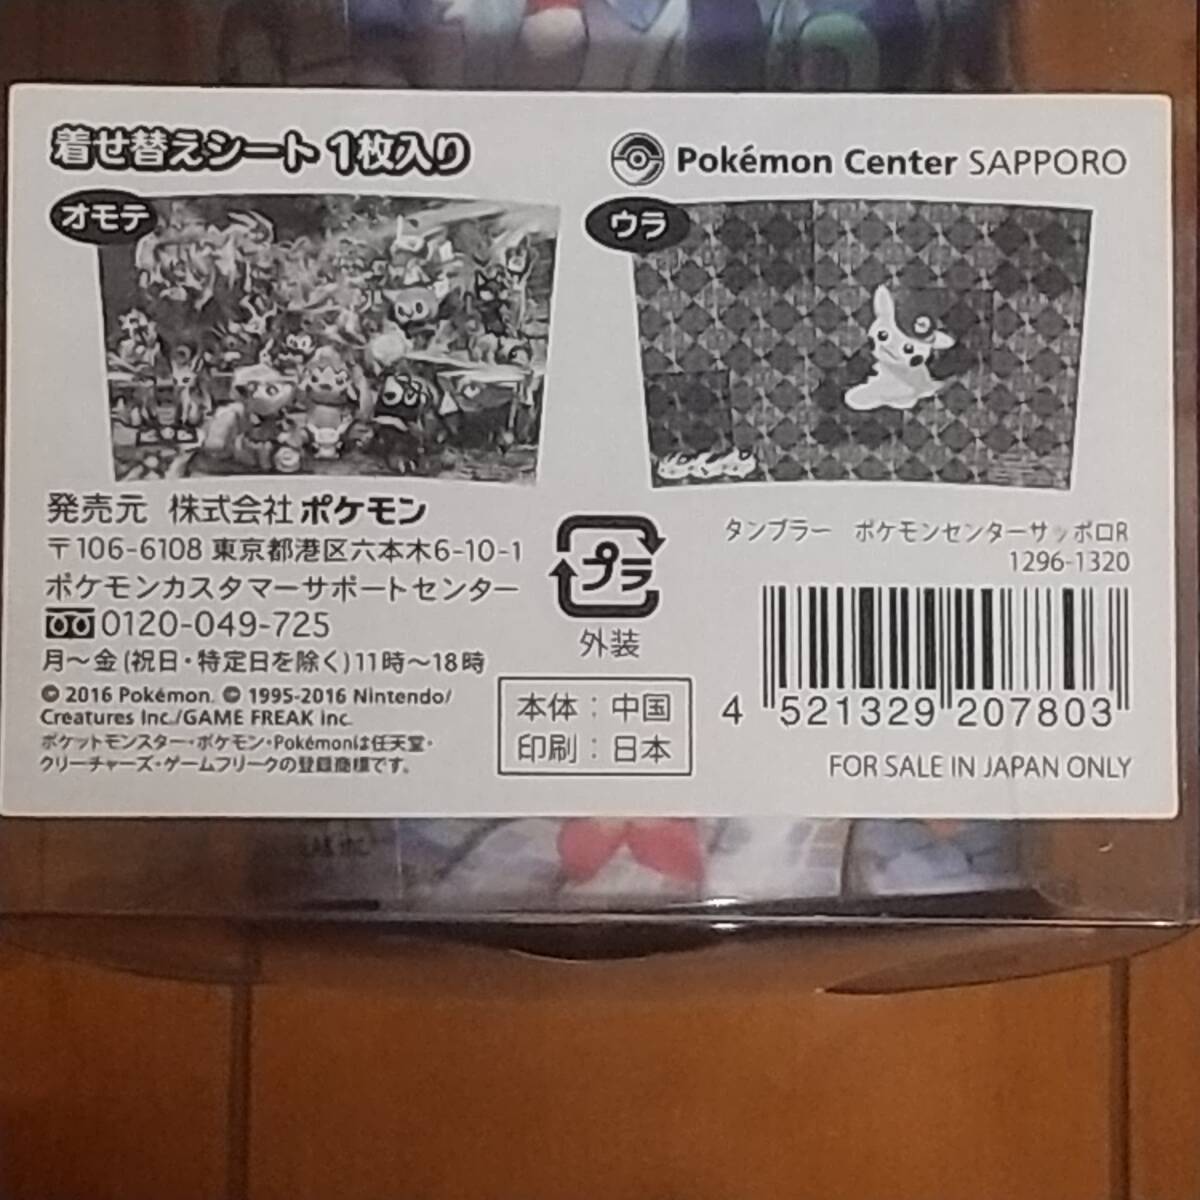 着せ替えシート1枚入り
Pokémon Center SAPPORO
オモテ
ウラ
発売元 株式会社ポケモン
〒106-6108 東京都港区六本木6-10-1
ポケモンカスタマーサポートセンター
0120-049-725
月～金(祝日・特定日を除く)11時～18時
© 2016 Pokémon. © 1995-2016 Nintendo/
Creatures Inc./GAME FREAK inc.
ポケットモンスター・ポケモン・Pokémonは任天堂・
クリーチャーズ・ゲームフリークの登録商標です。
プラ
外装
本体：中国
印刷：日本
タンブラー ポケモンセンターサッポロR
1296-1320
4 521329 207803
FOR SALE IN JAPAN ONLY